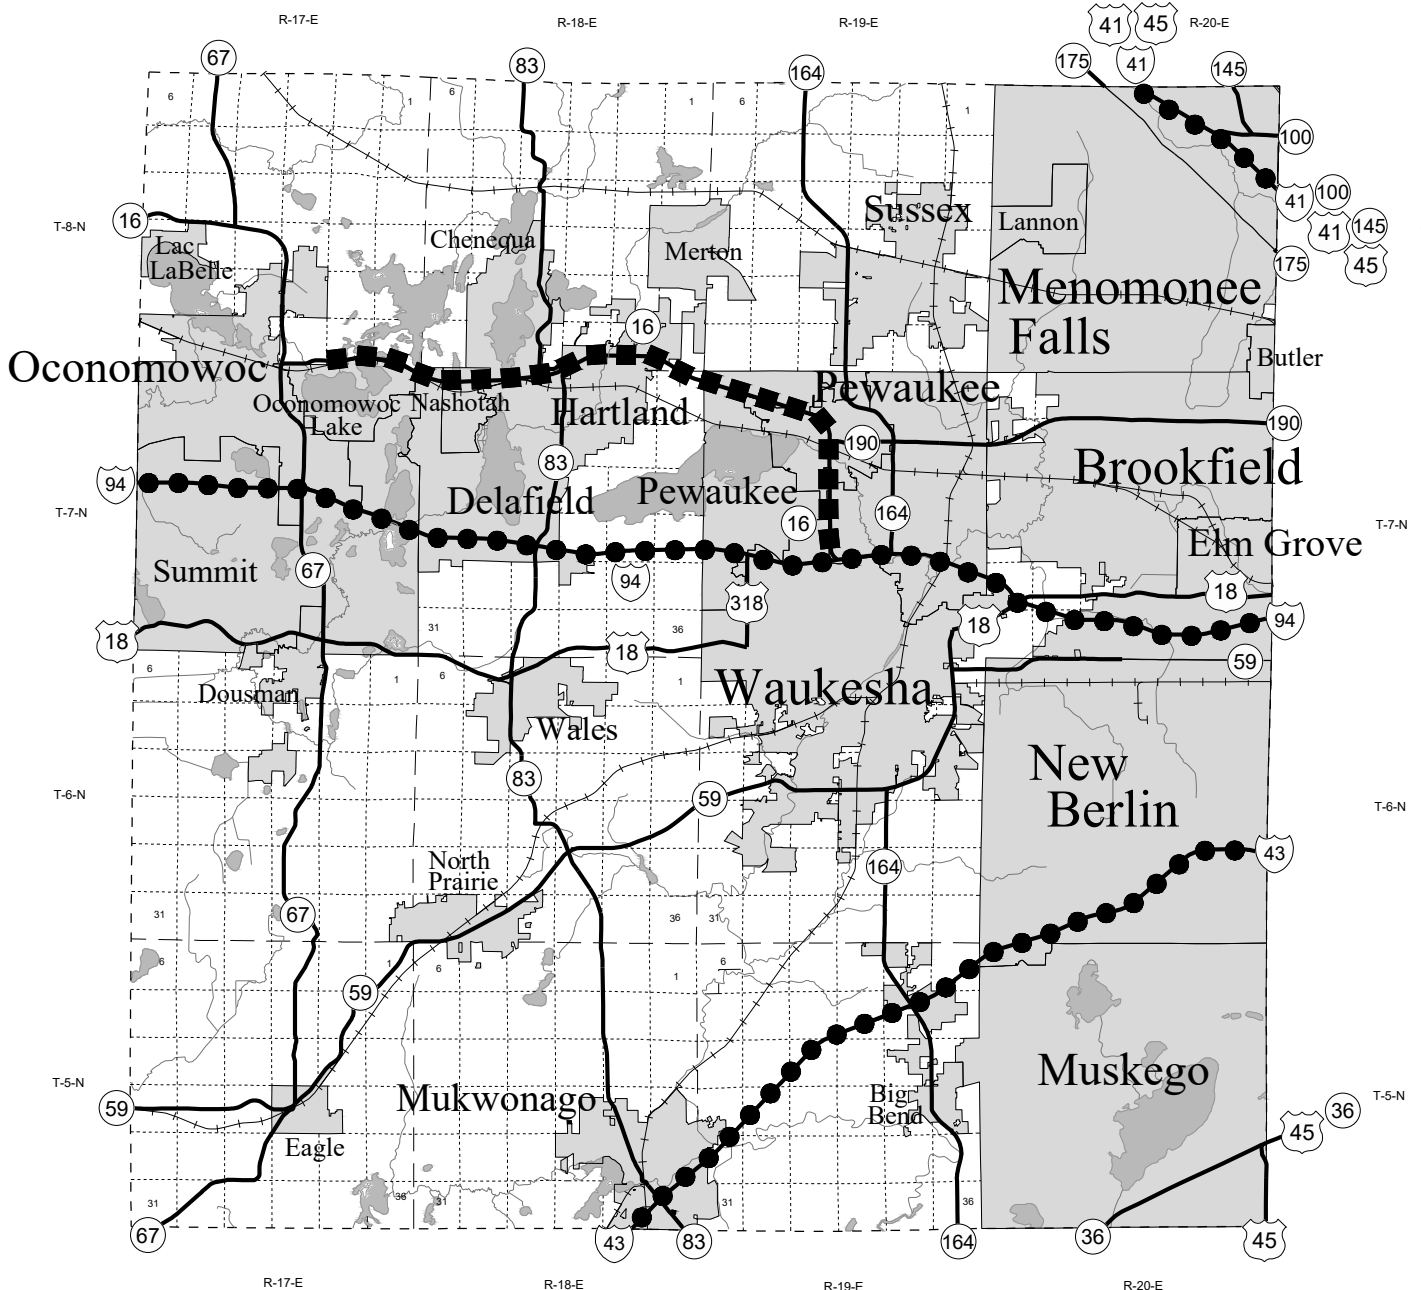 R-17-E
R-18-E
R-19-E
R-20-E
41
45
67
83
164
175
41
145
6
1
6
1
6
1
100
41
100
16
T-8-N
Sussex
Lannon
41
145
Lac
LaBelle
Chenequa
Merton
175
45
Menomonee
Falls
16
Butler
Oconomowoc
Pewaukee
Oconomowoc
Lake
Nashotah
Hartland
190
190
83
Brookfield
94
Delafield
Pewaukee
T-7-N
16
164
T-7-N
Elm Grove
Summit
67
94
318
18
18
94
18
31
36
18
59
6
1
6
1
Dousman
Waukesha
Wales
New
Berlin
83
59
T-6-N
T-6-N
43
North
Prairie
164
67
31
36
31
6
1
6
1
6
59
Muskego
T-5-N
Mukwonago
Big
Bend
T-5-N
59
36
45
Eagle
31
36
31
31
36
67
43
83
164
36
45
R-17-E
R-18-E
R-19-E
R-20-E